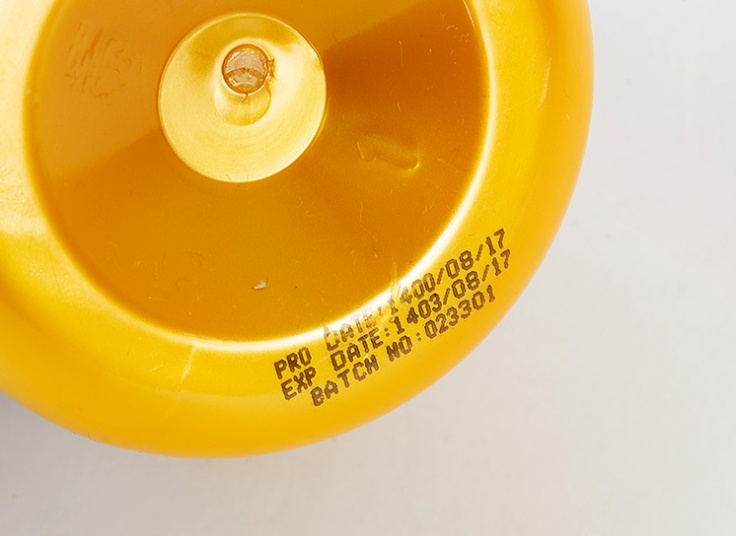 PRO DATE:1400/08/17
EXP DATE:1403/08/17
BATCH NO:023301